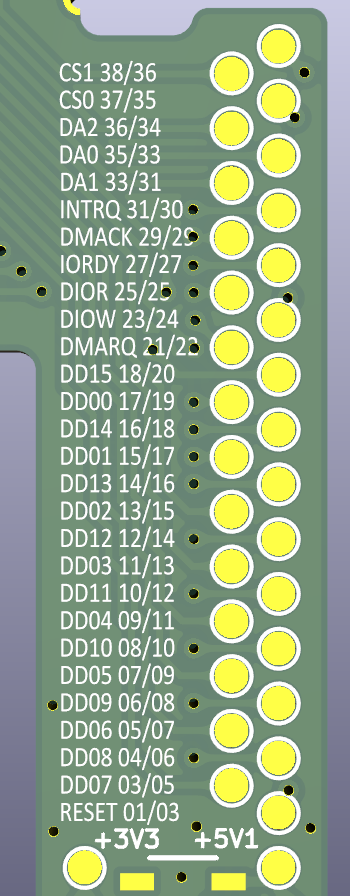 CS1 38/36
CS0 37/35
DA2 36/34
DA0 35/33
DA1 33/31
INTRQ 31/30
DMACK 29/29
IORDY 27/27
DIOR 25/25
DIOW 23/24
DMARQ 21/22
DD15 18/20
DD00 17/19
DD14 16/18
DD01 15/17
DD13 14/16
DD02 13/15
DD12 12/14
DD03 11/13
DD11 10/12
DD04 09/11
DD10 08/10
DD05 07/09
DD09 06/08
DD06 05/07
DD08 04/06
DD07 03/05
RESET 01/03
+3V3 +5V1